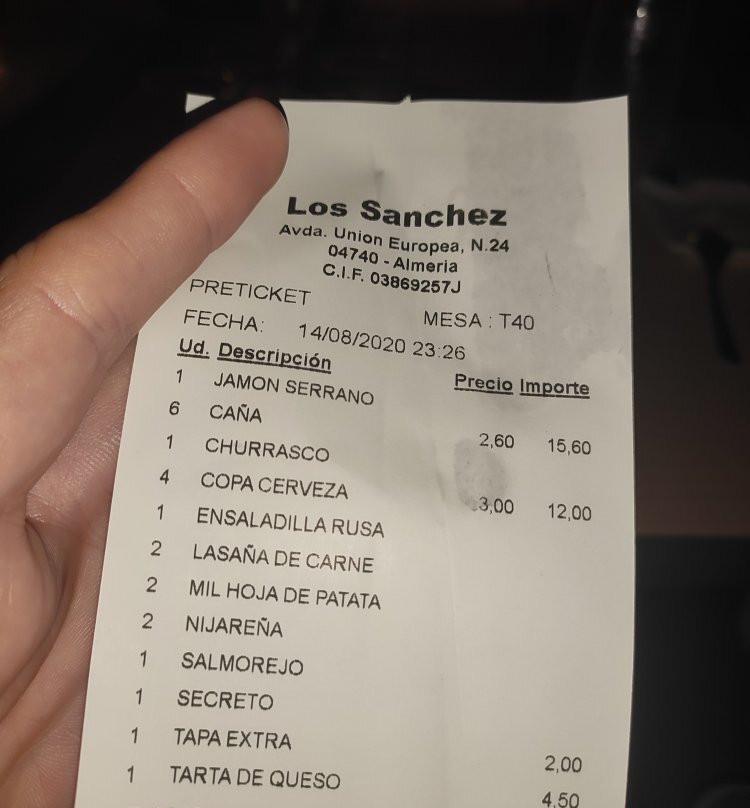 Los Sanchez
Avda. Union Europea, N.24
04740 - Almeria
C.I.F. 03869257J
PRETICKET MESA : T40
FECHA: 14/08/2020 23:26
Ud. Descripción Precio Importe
1 JAMON SERRANO
6 CAÑA 2,60 15,60
1 CHURRASCO
4 COPA CERVEZA 3,00 12,00
1 ENSALADILLA RUSA
2 LASAÑA DE CARNE
2 MIL HOJA DE PATATA
2 NIJAREÑA
1 SALMOREJO
1 SECRETO
1 TAPA EXTRA 2,00
1 TARTA DE QUESO 4,50